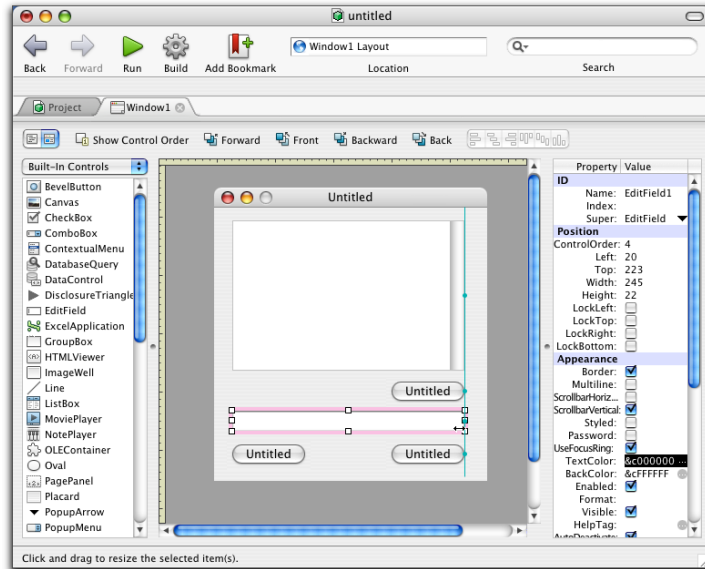 untitled
Back Forward Run Build Add Bookmark Window1 Layout Location Search
Project Window1
Show Control Order Forward Front Backward Back
Built-In Controls
BevelButton
Canvas
CheckBox
ComboBox
ContextualMenu
DatabaseQuery
DataControl
DisclosureTriangle
EditField
ExcelApplication
GroupBox
HTMLViewer
ImageWell
Line
ListBox
MoviePlayer
NotePlayer
OLEContainer
Oval
PagePanel
Placard
PopupArrow
PopupMenu
Untitled
Untitled
Untitled Untitled
Property Value
ID
Name: EditField1
Index:
Super: EditField
Position
ControlOrder: 4
Left: 20
Top: 223
Width: 245
Height: 22
LockLeft:
LockTop:
LockRight:
LockBottom:
Appearance
Border:
Multiline:
ScrollbarHoriz...
ScrollbarVertical:
Styled:
Password:
UseFocusRing:
TextColor: &c000000 ...
BackColor: &cFFFFFF
Enabled:
Format:
Visible:
HelpTag:
AutoDeactivate:
Click and drag to resize the selected item(s).